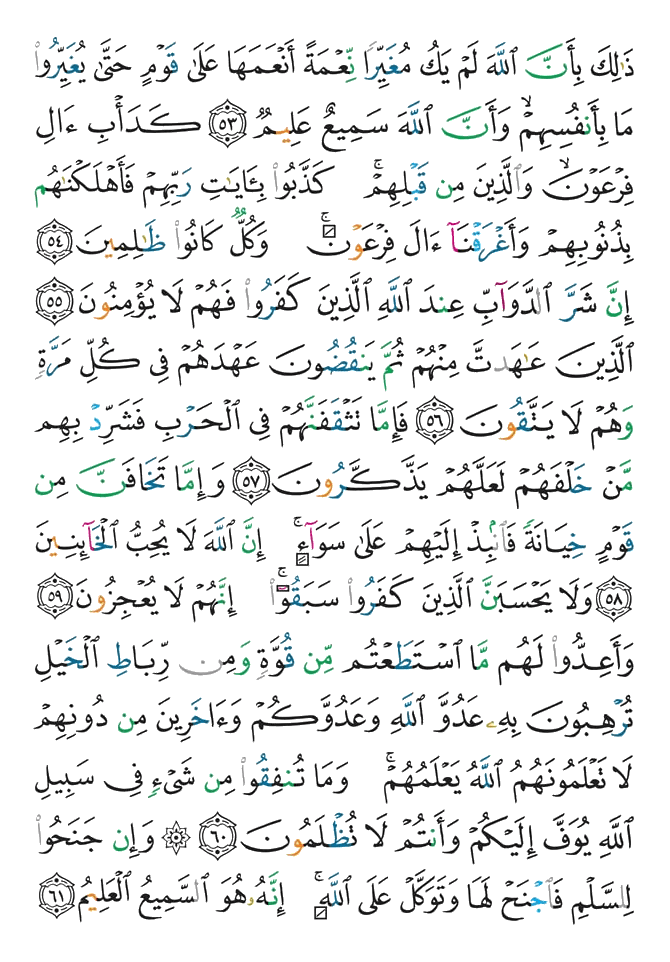 ذَٰلِكَ بِأَنَّ ٱللَّهَ لَمْ يَكُ مُغَيِّرًا نِّعْمَةً أَنْعَمَهَا عَلَىٰ قَوْمٍ حَتَّىٰ يُغَيِّرُوا۟
مَا بِأَنفُسِهِمْ ۙ وَأَنَّ ٱللَّهَ سَمِيعٌ عَلِيمٌ ٥٣ كَدَأْبِ ءَالِ
فِرْعَوْنَ ۙ وَٱلَّذِينَ مِن قَبْلِهِمْ ۚ كَذَّبُوا۟ بِـَٔايَـٰتِ رَبِّهِمْ فَأَهْلَكْنَـٰهُم
بِذُنُوبِهِمْ وَأَغْرَقْنَآ ءَالَ فِرْعَوْنَ ۚ وَكُلٌّ كَانُوا۟ ظَـٰلِمِينَ ٥٤
إِنَّ شَرَّ ٱلدَّوَآبِّ عِندَ ٱللَّهِ ٱلَّذِينَ كَفَرُوا۟ فَهُمْ لَا يُؤْمِنُونَ ٥٥
ٱلَّذِينَ عَـٰهَدتَّ مِنْهُمْ ثُمَّ يَنقُضُونَ عَهْدَهُمْ فِى كُلِّ مَرَّةٍ
وَهُمْ لَا يَتَّقُونَ ٥٦ فَإِمَّا تَثْقَفَنَّهُمْ فِى ٱلْحَرْبِ فَشَرِّدْ بِهِم
مَّنْ خَلْفَهُمْ لَعَلَّهُمْ يَذَّكَّرُونَ ٥٧ وَإِمَّا تَخَافَنَّ مِن
قَوْمٍ خِيَانَةً فَٱنۢبِذْ إِلَيْهِمْ عَلَىٰ سَوَآءٍ ۚ إِنَّ ٱللَّهَ لَا يُحِبُّ ٱلْخَآئِنِينَ
٥٨ وَلَا يَحْسَبَنَّ ٱلَّذِينَ كَفَرُوا۟ سَبَقُوٓا۟ ۚ إِنَّهُمْ لَا يُعْجِزُونَ ٥٩
وَأَعِدُّوا۟ لَهُم مَّا ٱسْتَطَعْتُم مِّن قُوَّةٍ وَمِن رِّبَاطِ ٱلْخَيْلِ
تُرْهِبُونَ بِهِۦ عَدُوَّ ٱللَّهِ وَعَدُوَّكُمْ وَءَاخَرِينَ مِن دُونِهِمْ
لَا تَعْلَمُونَهُمُ ٱللَّهُ يَعْلَمُهُمْ ۚ وَمَا تُنفِقُوا۟ مِن شَىْءٍ فِى سَبِيلِ
ٱللَّهِ يُوَفَّ إِلَيْكُمْ وَأَنتُمْ لَا تُظْلَمُونَ ٦٠ ۞ وَإِن جَنَحُوا۟
لِلسَّلْمِ فَٱجْنَحْ لَهَا وَتَوَكَّلْ عَلَى ٱللَّهِ ۚ إِنَّهُۥ هُوَ ٱلسَّمِيعُ ٱلْعَلِيمُ ٦١